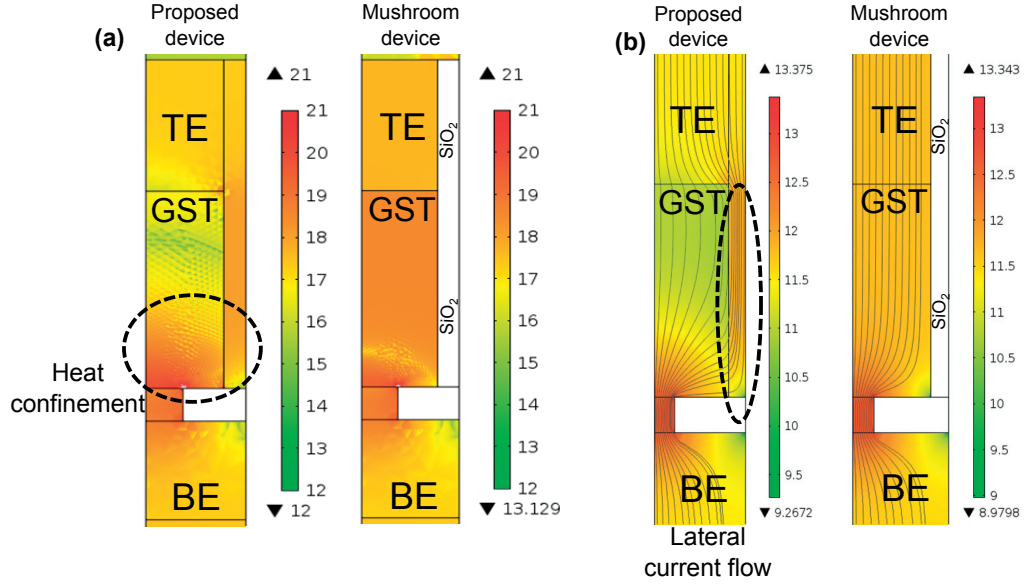 (a)
Proposed
device
Mushroom
device
TE
GST
BE
Heat
confinement
▲ 21
21
20
19
18
17
16
15
14
13
12
▼ 12
TE
GST
BE
SiO2
SiO2
▲ 21
21
20
19
18
17
16
15
14
13
12
▼ 13.129
(b)
Proposed
device
Mushroom
device
TE
GST
BE
Lateral
current flow
▲ 13.375
13
12.5
12
11.5
11
10.5
10
9.5
▼ 9.2672
TE
GST
BE
SiO2
SiO2
▲ 13.343
13
12.5
12
11.5
11
10.5
10
9.5
9
▼ 8.9798